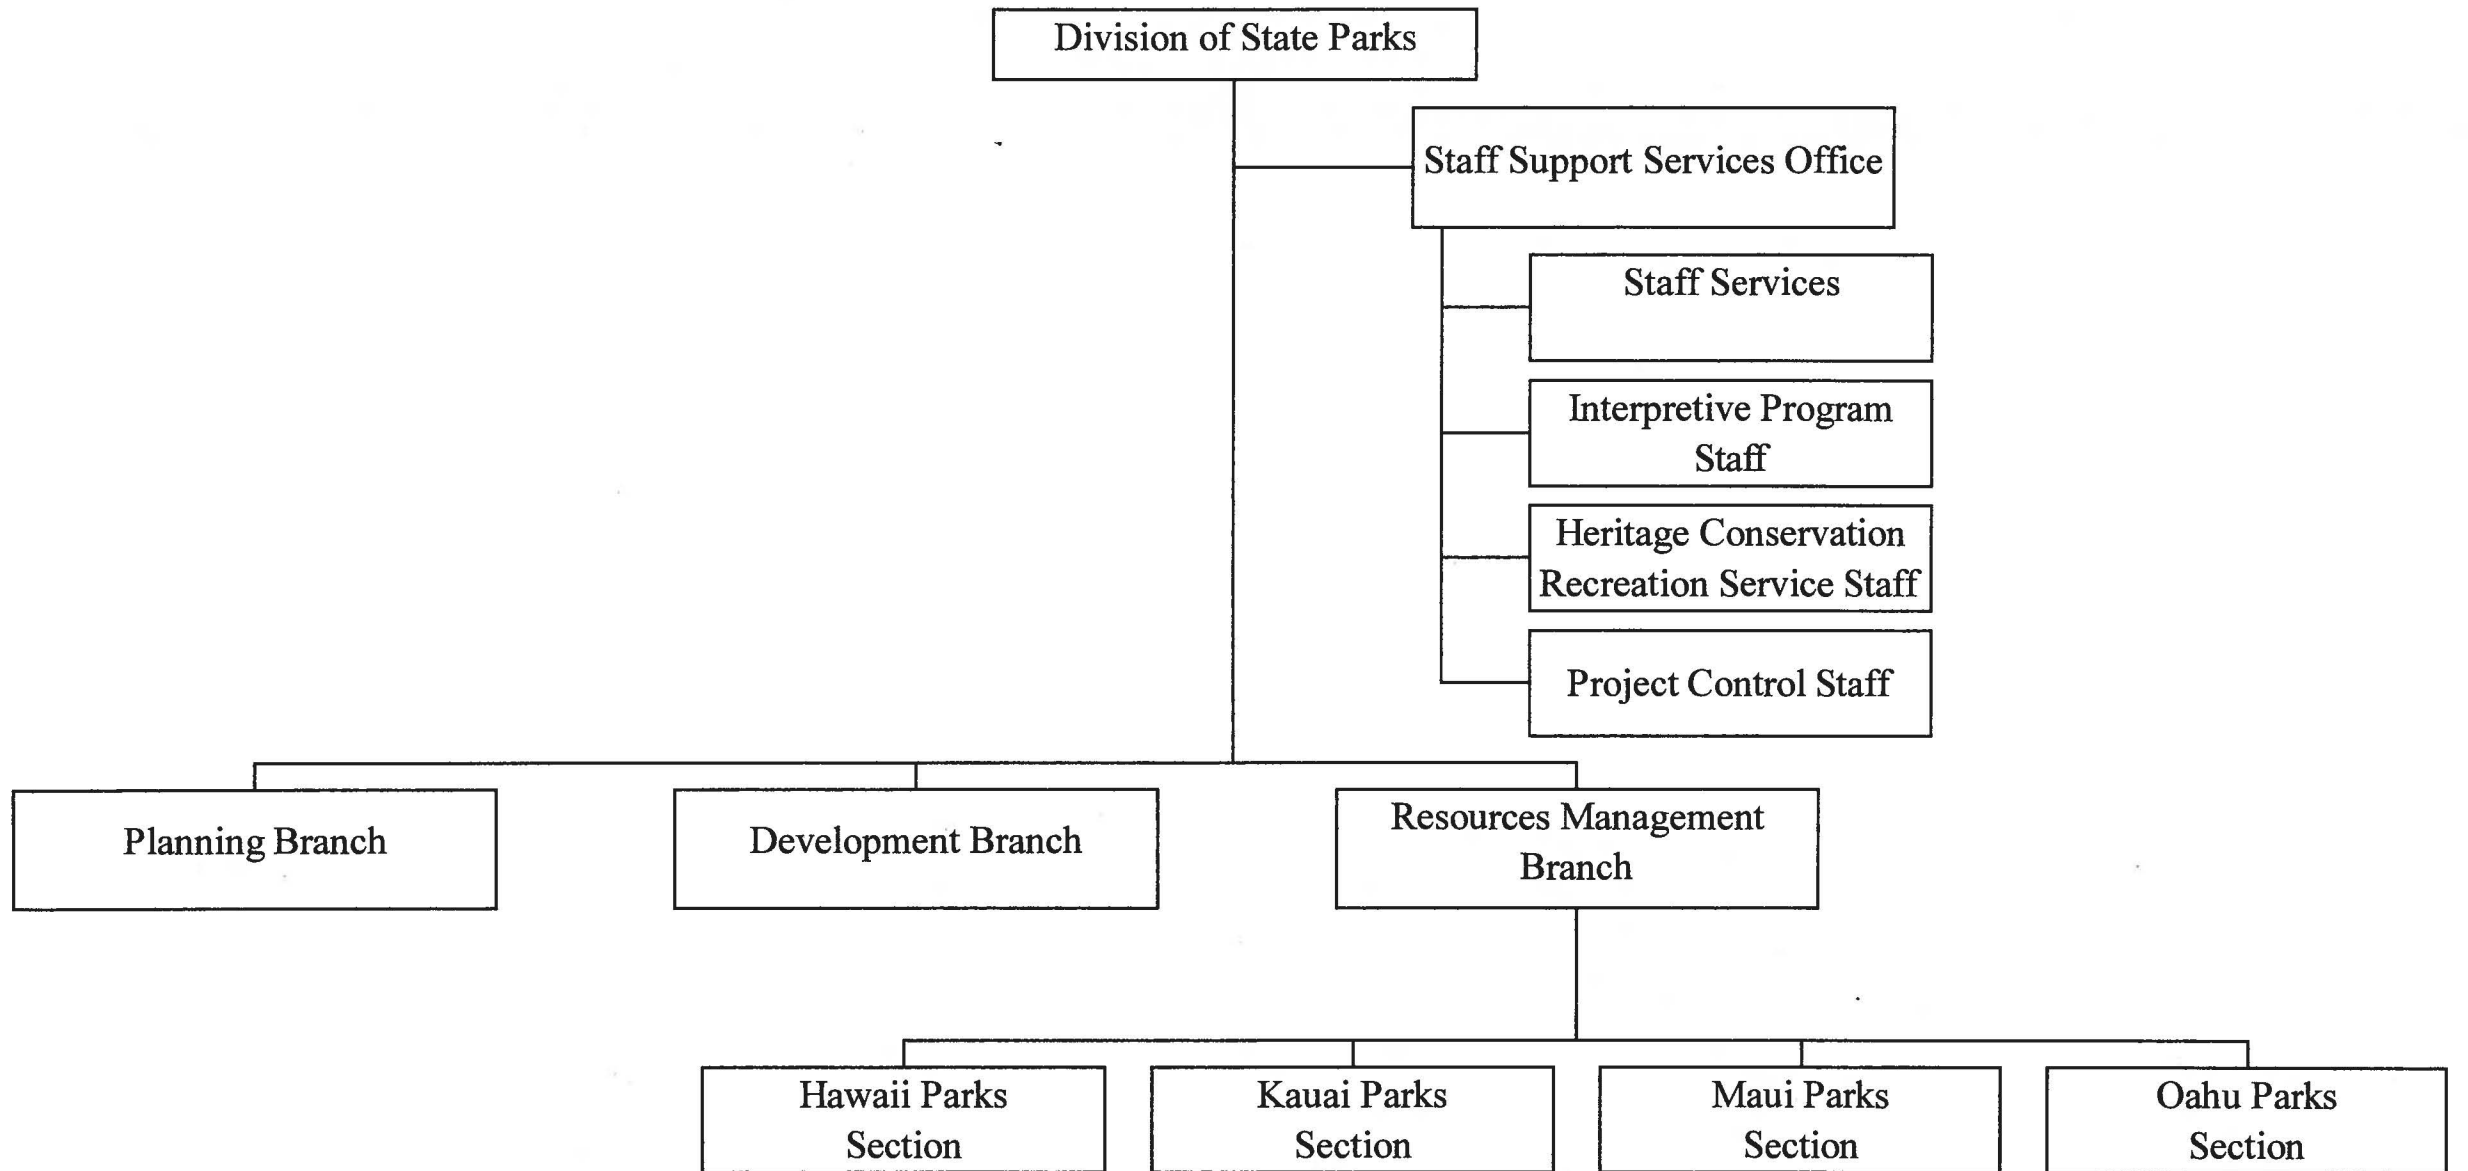 Division of State Parks
Staff Support Services Office
Staff Services
Interpretive Program
Staff
Heritage Conservation
Recreation Service Staff
Project Control Staff
Planning Branch
Development Branch
Resources Management
Branch
Hawaii Parks
Section
Kauai Parks
Section
Maui Parks
Section
Oahu Parks
Section